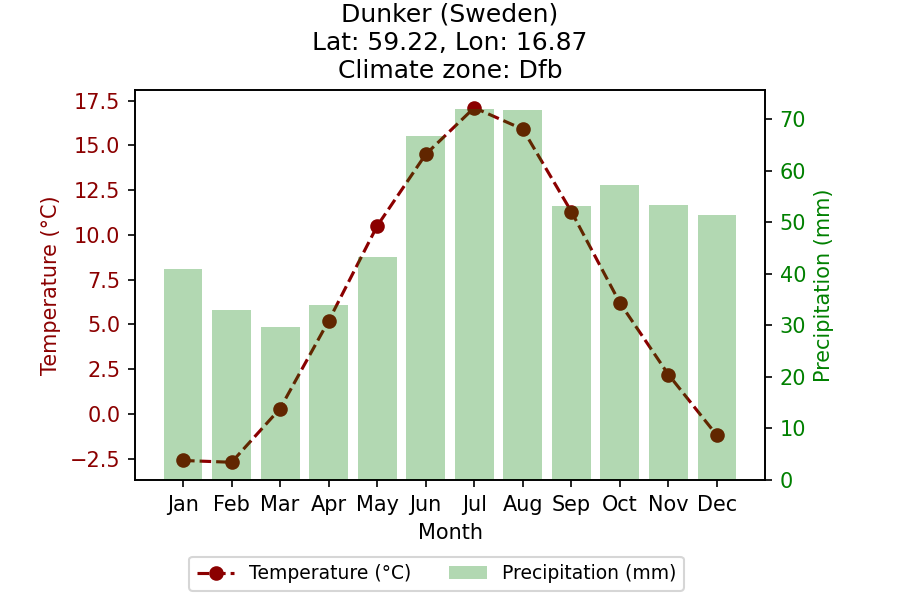 Dunker (Sweden)
Lat: 59.22, Lon: 16.87
Climate zone: Dfb
17.5
15.0
12.5
10.0
7.5
5.0
2.5
0.0
−2.5
Temperature (°C)
70
60
50
40
30
20
10
0
Precipitation (mm)
Jan Feb Mar Apr May Jun Jul Aug Sep Oct Nov Dec
Month
Temperature (°C) Precipitation (mm)